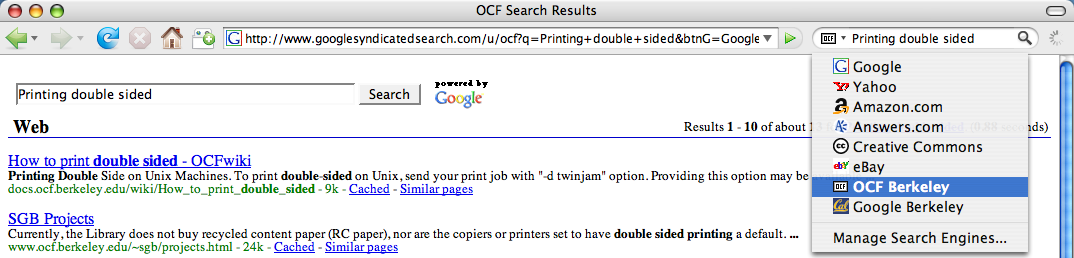 OCF Search Results
http://www.googlesyndicatedsearch.com/u/ocf?q=Printing+double+sided&btnG=Google
OCF Printing double sided
Printing double sided Search powered by Google
Web Results 1 - 10 of about 13 (0.88 seconds)
How to print double sided - OCFwiki
Printing Double Side on Unix Machines. To print double-sided on Unix, send your print job with "-d twinjam" option. Providing this option may be
docs.ocf.berkeley.edu/wiki/How_to_print_double_sided - 9k - Cached - Similar pages
SGB Projects
Currently, the Library does not buy recycled content paper (RC paper), nor are the copiers or printers set to have double sided printing a default. ...
www.ocf.berkeley.edu/~sgb/projects.html - 24k - Cached - Similar pages
Google
Yahoo
Amazon.com
Answers.com
Creative Commons
eBay
OCF Berkeley
Google Berkeley
Manage Search Engines...